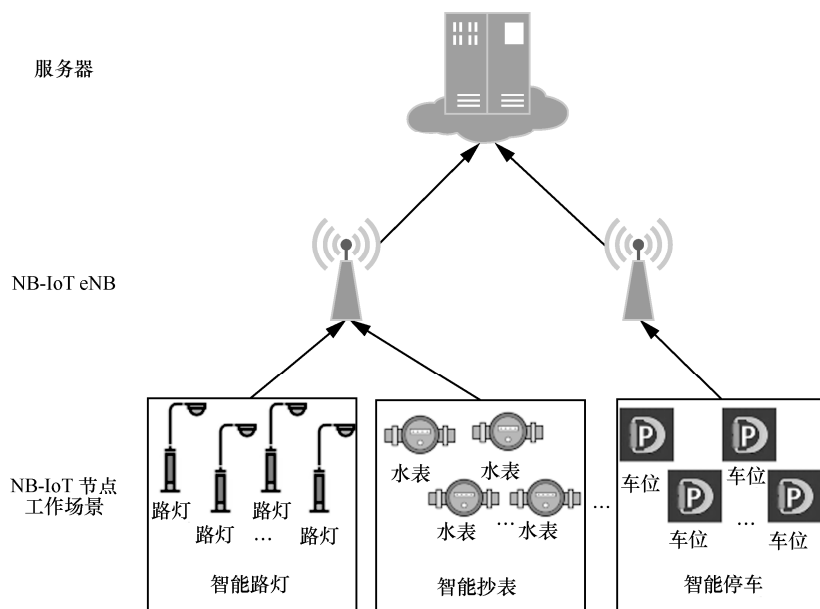 服务器
NB-IoT eNB
NB-IoT 节点
工作场景
路灯
路灯
路灯
…
路灯
智能路灯
水表
水表
水表
…
水表
智能抄表
…
P
P
车位
车位
P
P
车位
…
车位
智能停车